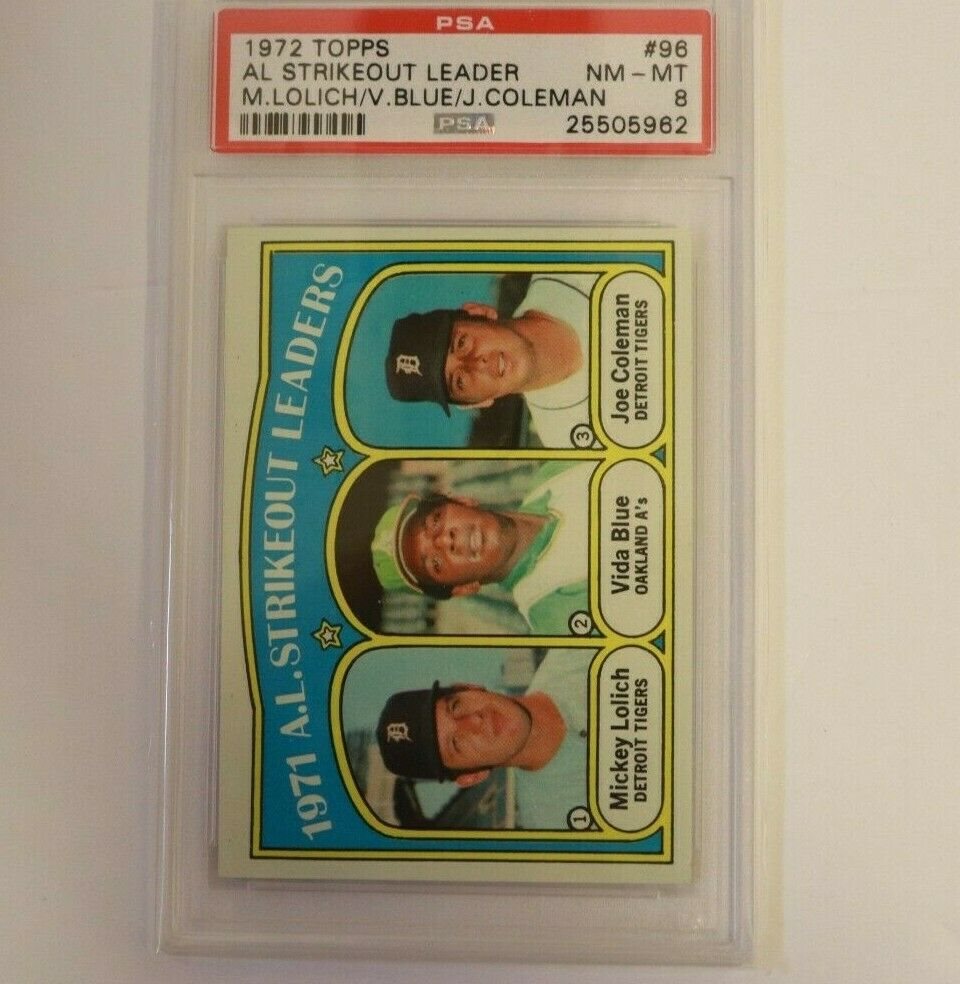 PSA
1972 TOPPS #96
AL STRIKEOUT LEADER NM-MT
M.LOLICH/V.BLUE/J.COLEMAN 8
PSA 25505962
1971 A.L. STRIKEOUT LEADERS
D
1
Mickey Lolich
DETROIT TIGERS
2
Vida Blue
OAKLAND A's
D
3
Joe Coleman
DETROIT TIGERS